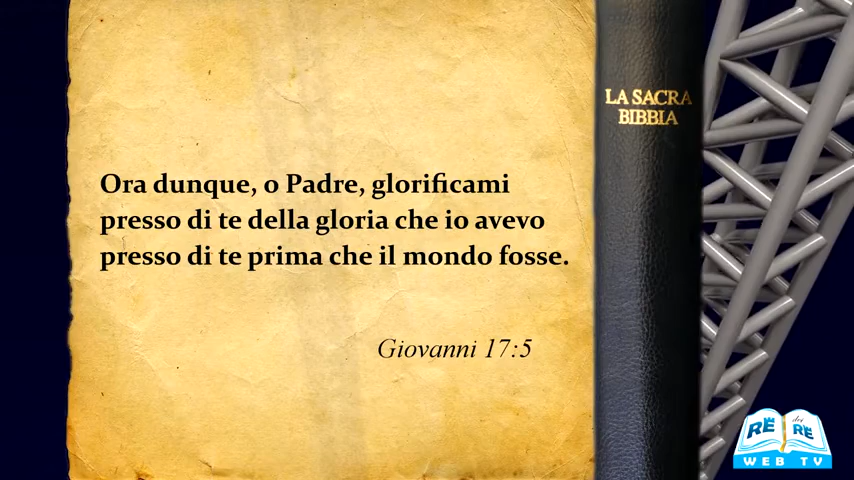 Ora dunque, o Padre, glorificami
presso di te della gloria che io avevo
presso di te prima che il mondo fosse.
Giovanni 17:5
LA SACRA
BIBBIA
RE dei RE
WEB TV